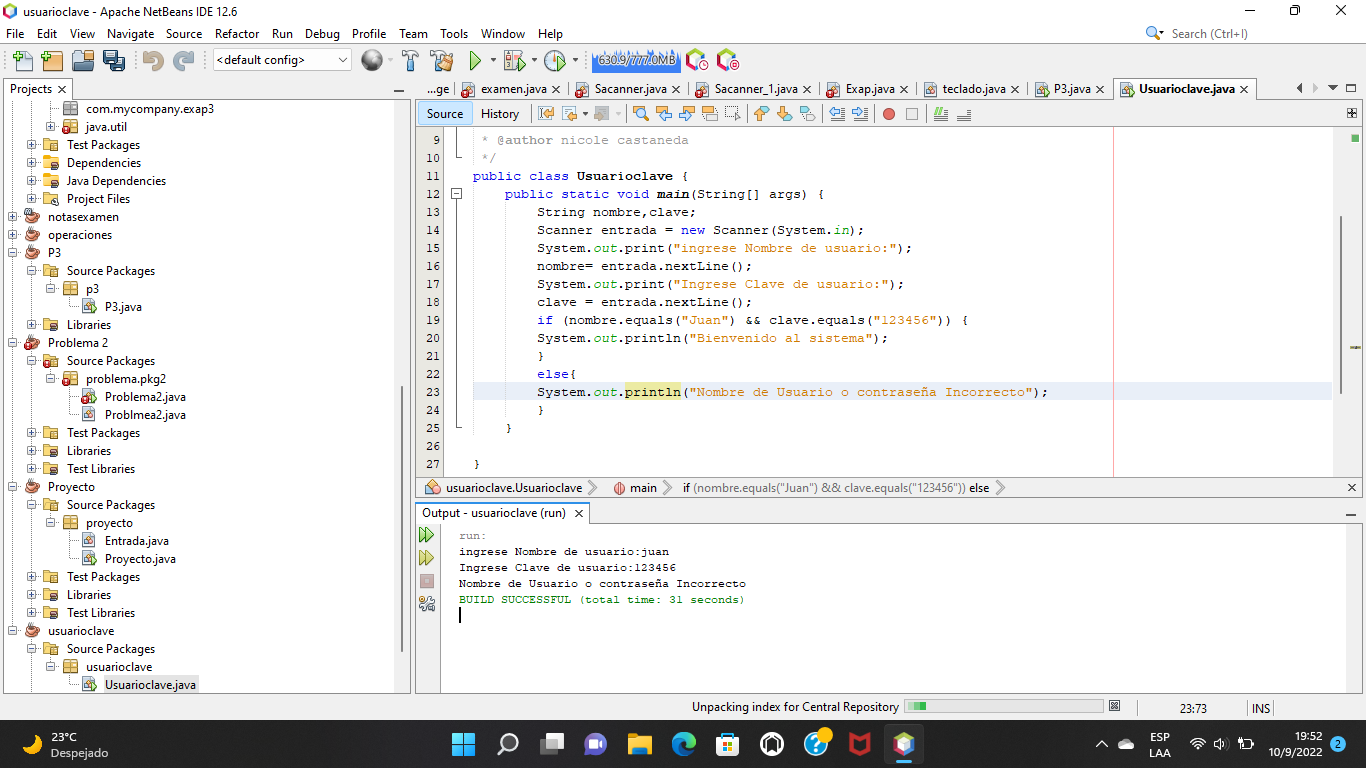 usuarioclave - Apache NetBeans IDE 12.6
File Edit View Navigate Source Refactor Run Debug Profile Team Tools Window Help
Search (Ctrl+I)
<default config>
630.9/777.0MB
Projects
com.mycompany.exap3
java.util
Test Packages
Dependencies
Java Dependencies
Project Files
notasexamen
operaciones
P3
Source Packages
p3
P3.java
Libraries
Problema 2
Source Packages
problema.pkg2
Problema2.java
Problmea2.java
Test Packages
Libraries
Test Libraries
Proyecto
Source Packages
proyecto
Entrada.java
Proyecto.java
Test Packages
Libraries
Test Libraries
usuarioclave
Source Packages
usuarioclave
Usuarioclave.java
...ge examen.java Sacanner.java Sacanner_1.java Exap.java teclado.java P3.java Usuarioclave.java
Source History
9 * @author nicole castaneda
10 */
11 public class Usuarioclave {
12 public static void main(String[] args) {
13 String nombre,clave;
14 Scanner entrada = new Scanner(System.in);
15 System.out.print("ingrese Nombre de usuario:");
16 nombre= entrada.nextLine();
17 System.out.print("Ingrese Clave de usuario:");
18 clave = entrada.nextLine();
19 if (nombre.equals("Juan") && clave.equals("123456")) {
20 System.out.println("Bienvenido al sistema");
21 }
22 else{
23 System.out.println("Nombre de Usuario o contraseña Incorrecto");
24 }
25 }
26
27 }
usuarioclave.Usuarioclave main if (nombre.equals("Juan") && clave.equals("123456")) else
Output - usuarioclave (run)
run:
ingrese Nombre de usuario:juan
Ingrese Clave de usuario:123456
Nombre de Usuario o contraseña Incorrecto
BUILD SUCCESSFUL (total time: 31 seconds)
Unpacking index for Central Repository
23:73
INS
23°C
Despejado
ESP
LAA
19:52
10/9/2022
2